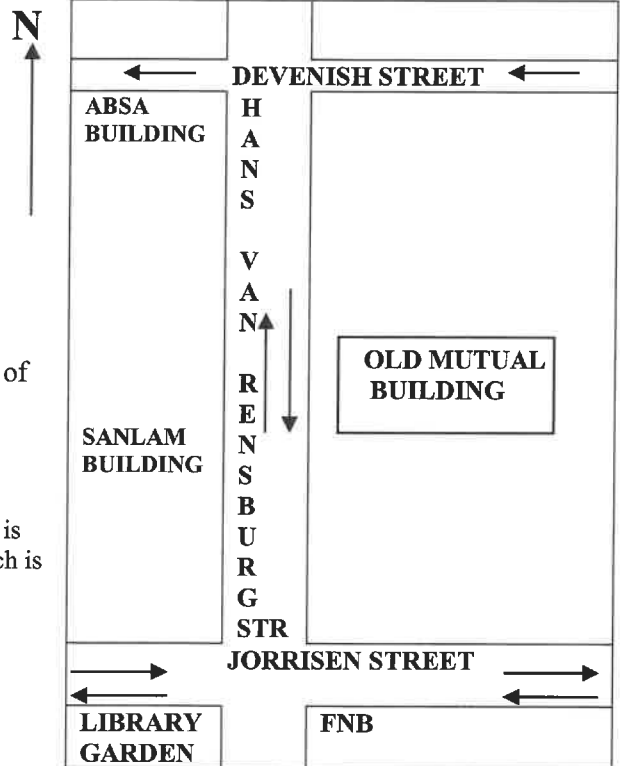 N
DEVENISH STREET
ABSA
BUILDING
H
A
N
S
V
A
N
R
E
N
S
B
U
R
G
STR
OLD MUTUAL
BUILDING
of
SANLAM
BUILDING
is
ch is
JORRISEN STREET
LIBRARY
GARDEN
FNB